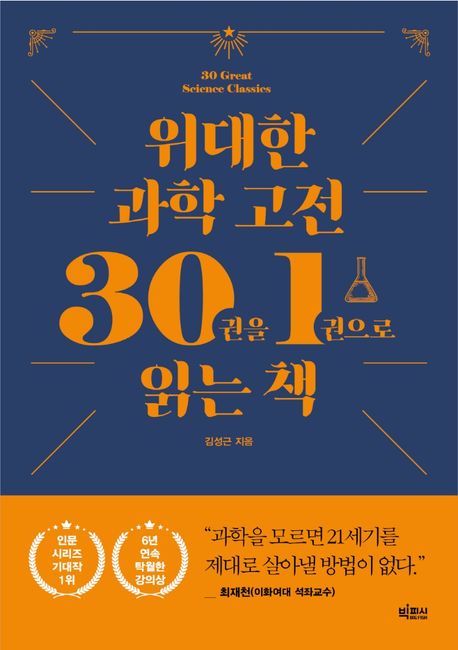 30 Great
Science Classics
위대한
과학 고전
30권을 1권으로
읽는 책
김성근 지음
인문
시리즈
기대작
1위
6년
연속
탁월한
강의상
“과학을 모르면 21세기를
제대로 살아낼 방법이 없다.”
__ 최재천(이화여대 석좌교수)
빅피시
BIG FISH